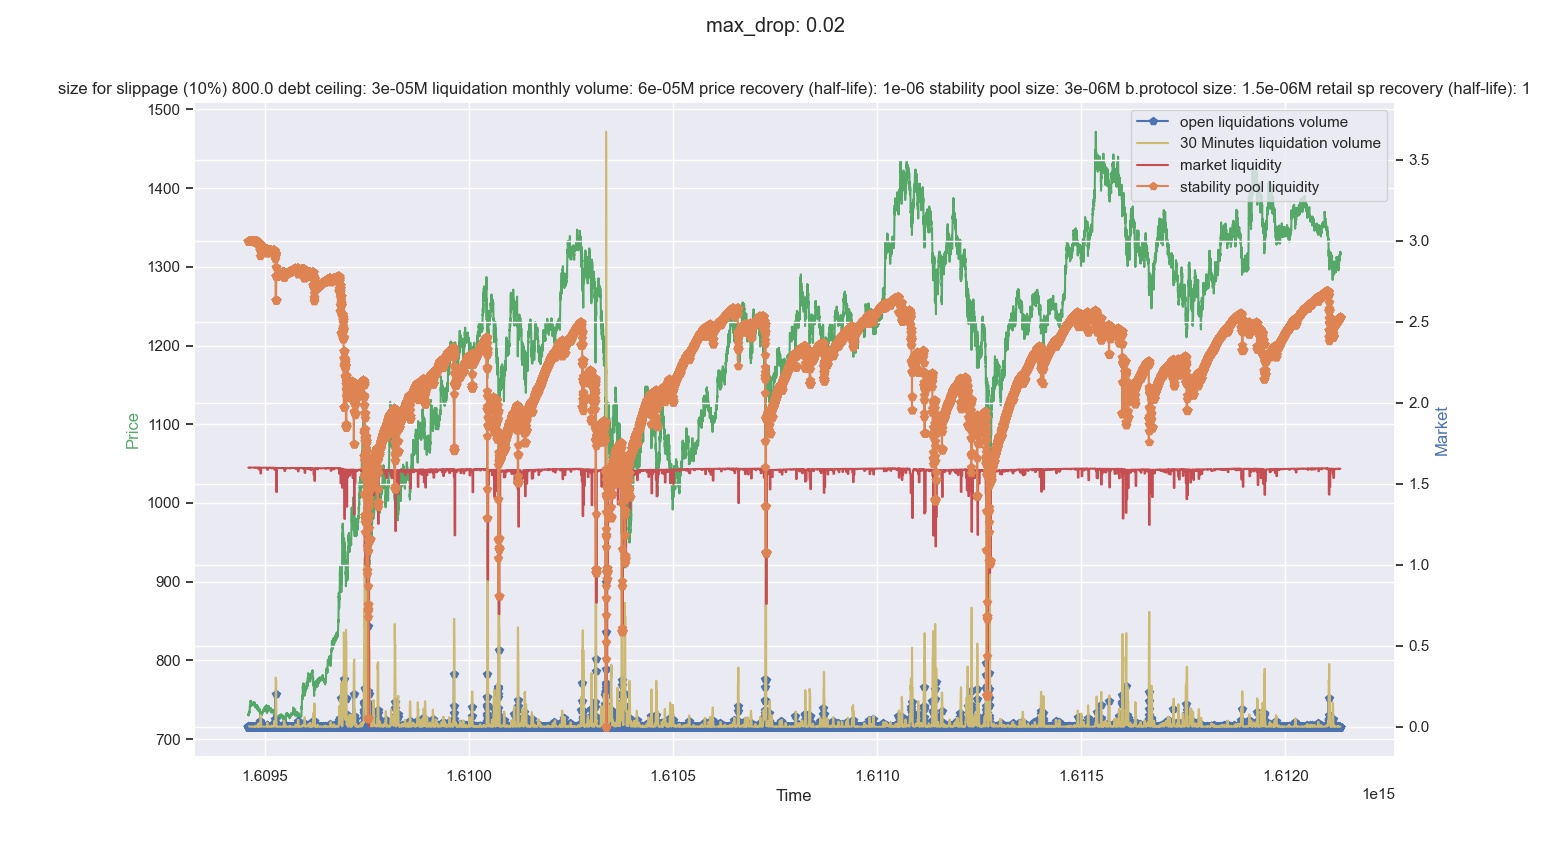 max_drop: 0.02
size for slippage (10%) 800.0 debt ceiling: 3e-05M liquidation monthly volume: 6e-05M price recovery (half-life): 1e-06 stability pool size: 3e-06M b.protocol size: 1.5e-06M retail sp recovery (half-life): 1
open liquidations volume
30 Minutes liquidation volume
market liquidity
stability pool liquidity
1500
1400
1300
1200
1100
1000
900
800
700
Price
3.5
3.0
2.5
2.0
1.5
1.0
0.5
0.0
Market
1.6095 1.6100 1.6105 1.6110 1.6115 1.6120
1e15
Time